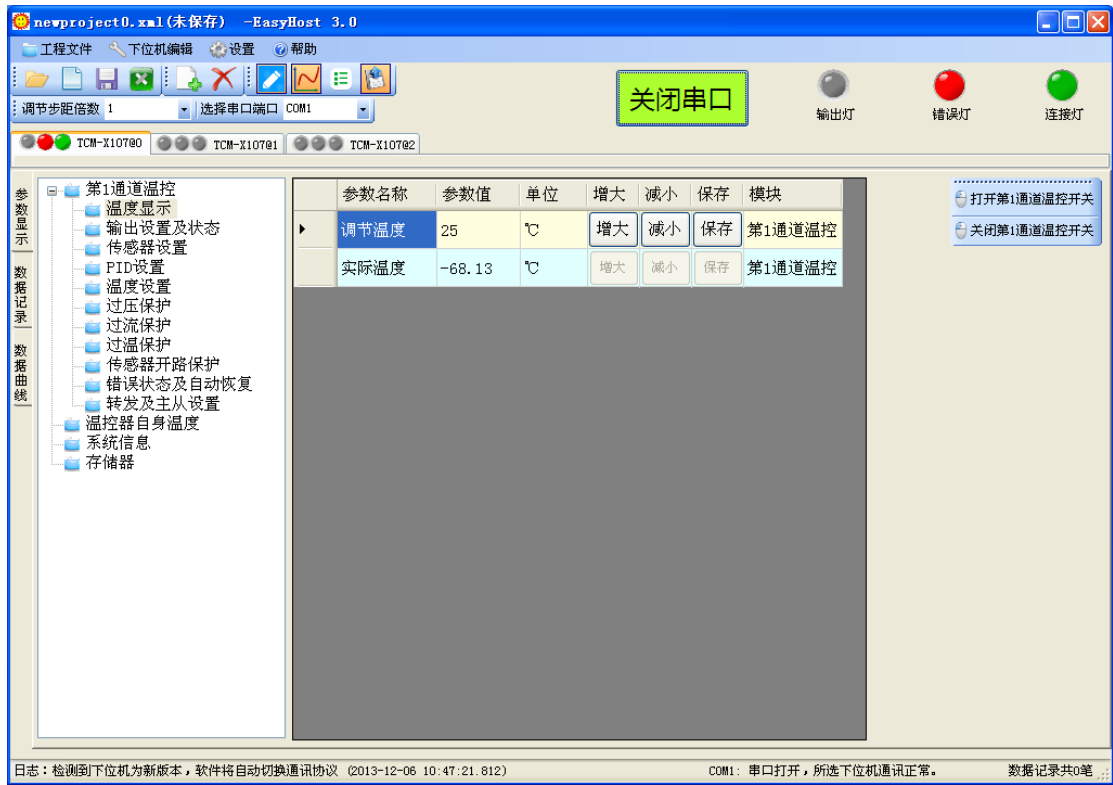 newproject0.xml(未保存) -EasyHost 3.0
工程文件 下位机编辑 设置 帮助
调节步距倍数 1 选择串口端口 COM1
关闭串口
输出灯 错误灯 连接灯
TCM-X107@0 TCM-X107@1 TCM-X107@2
参数显示
数据记录
数据曲线
第1通道温控
温度显示
输出设置及状态
传感器设置
PID设置
温度设置
过压保护
过流保护
过温保护
传感器开路保护
错误状态及自动恢复
转发及主从设置
温控器自身温度
系统信息
存储器
参数名称 参数值 单位 增大 减小 保存 模块
调节温度 25 ℃ 增大 减小 保存 第1通道温控
实际温度 -68.13 ℃ 增大 减小 保存 第1通道温控
打开第1通道温控开关
关闭第1通道温控开关
日志：检测到下位机为新版本，软件将自动切换通讯协议 (2013-12-06 10:47:21.812) COM1: 串口打开，所选下位机通讯正常。 数据记录共0笔